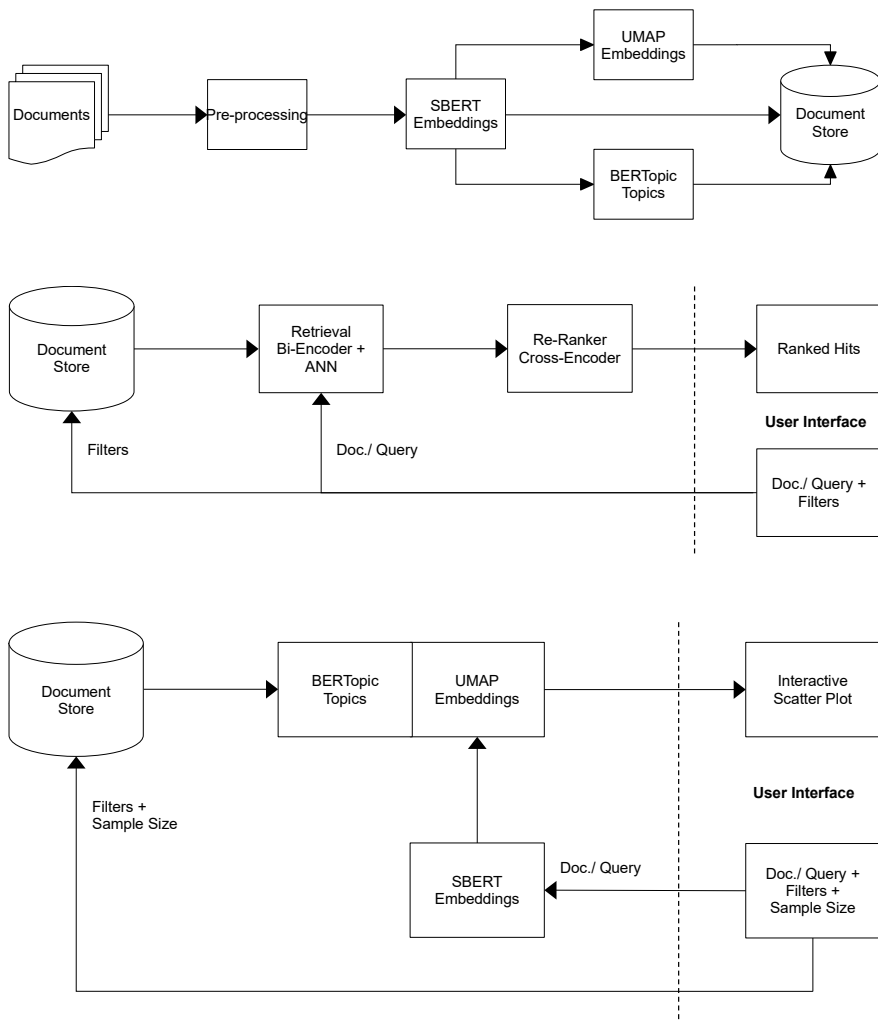 UMAP
Embeddings
Documents
Pre-processing
SBERT
Embeddings
Document
Store
BERTopic
Topics
Document
Store
Retrieval
Bi-Encoder +
ANN
Re-Ranker
Cross-Encoder
Ranked Hits
User Interface
Filters
Doc./ Query
Doc./ Query +
Filters
Document
Store
BERTopic
Topics
UMAP
Embeddings
Interactive
Scatter Plot
User Interface
Filters +
Sample Size
SBERT
Embeddings
Doc./ Query
Doc./ Query +
Filters +
Sample Size